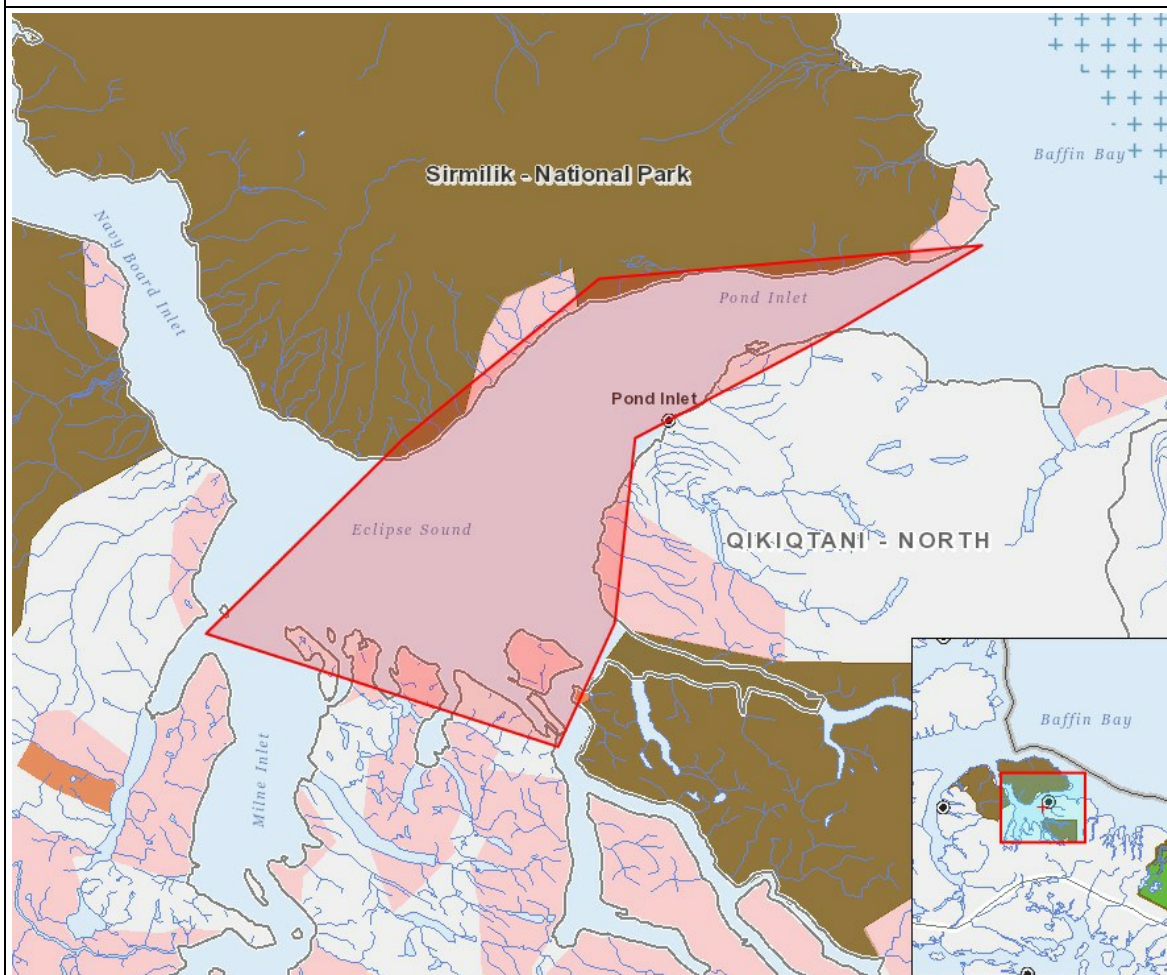 Baffin Bay
Sirmilik - National Park
Navy Board Inlet
Pond Inlet
Pond Inlet
Eclipse Sound
QIKIQTANI - NORTH
Milne Inlet
Baffin Bay